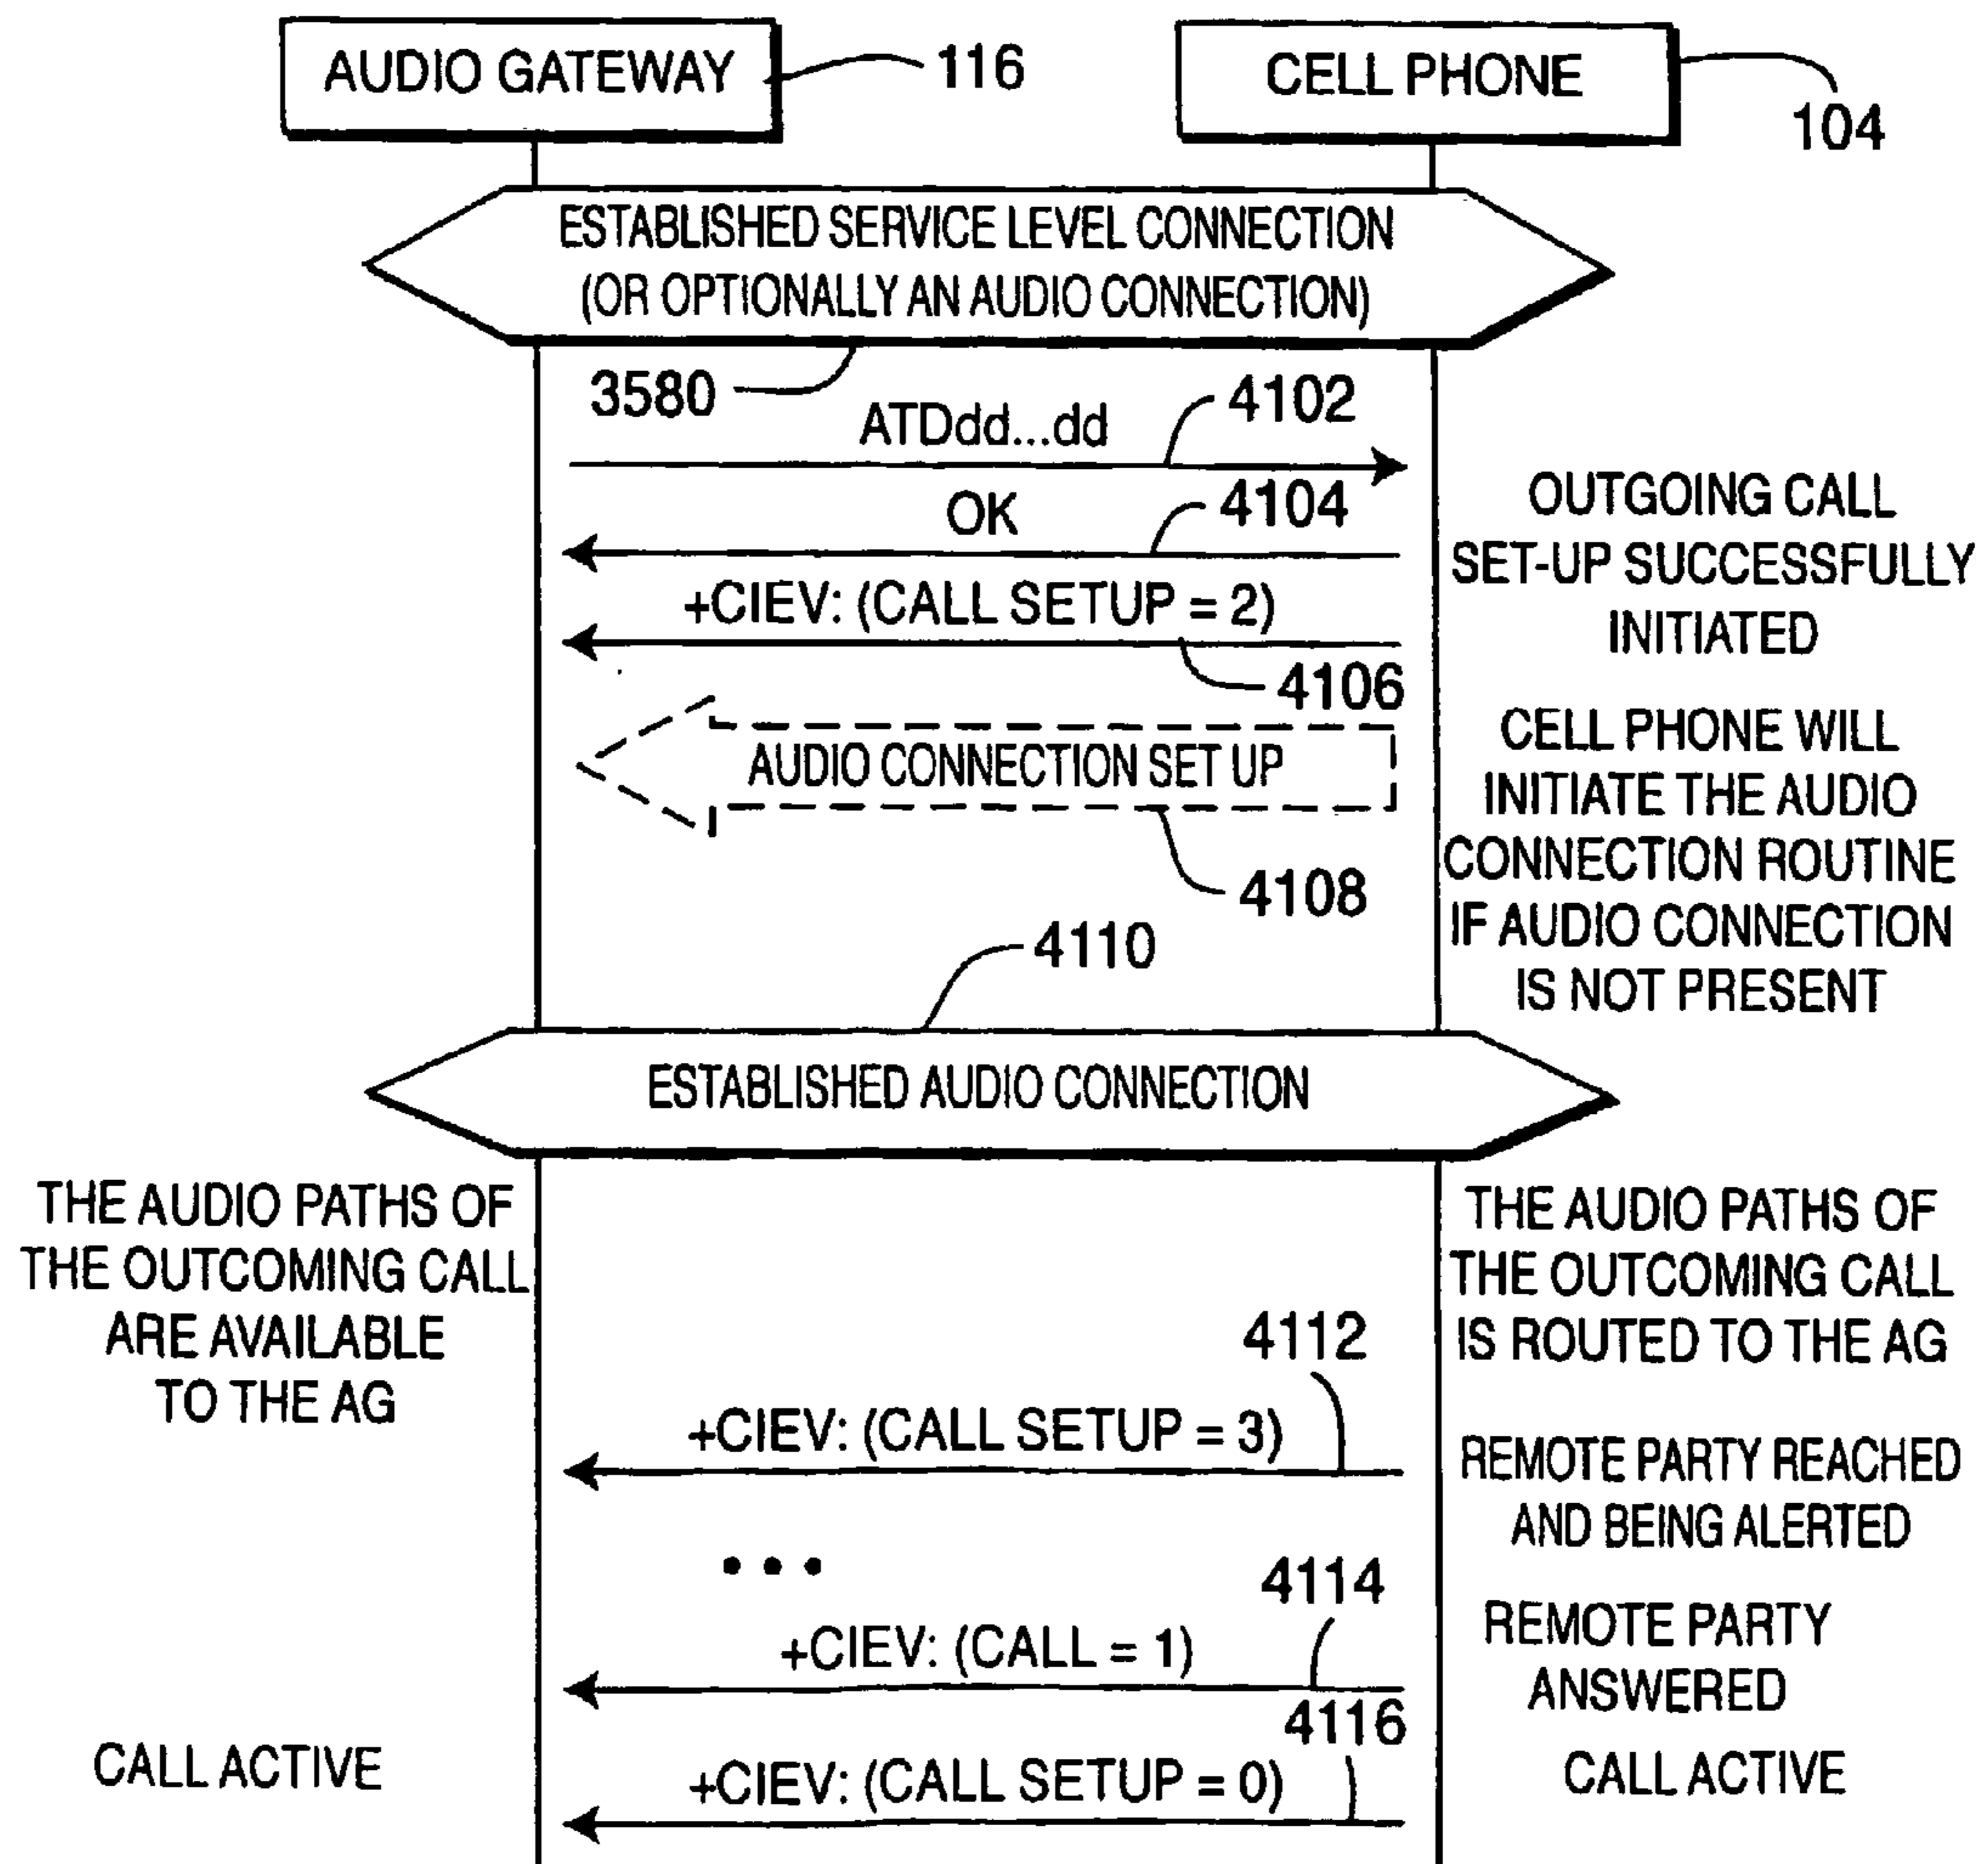 AUDIO GATEWAY
116
CELL PHONE
104
ESTABLISHED SERVICE LEVEL CONNECTION
(OR OPTIONALLY AN AUDIO CONNECTION)
3580
ATDdd...dd
4102
OK
4104
OUTGOING CALL
SET-UP SUCCESSFULLY
INITIATED
+CIEV: (CALL SETUP = 2)
4106
AUDIO CONNECTION SET UP
4108
CELL PHONE WILL
INITIATE THE AUDIO
CONNECTION ROUTINE
IF AUDIO CONNECTION
IS NOT PRESENT
4110
ESTABLISHED AUDIO CONNECTION
THE AUDIO PATHS OF
THE OUTCOMING CALL
ARE AVAILABLE
TO THE AG
THE AUDIO PATHS OF
THE OUTCOMING CALL
IS ROUTED TO THE AG
4112
+CIEV: (CALL SETUP = 3)
REMOTE PARTY REACHED
AND BEING ALERTED
• • •
4114
+CIEV: (CALL = 1)
REMOTE PARTY
ANSWERED
4116
CALL ACTIVE
+CIEV: (CALL SETUP = 0)
CALL ACTIVE